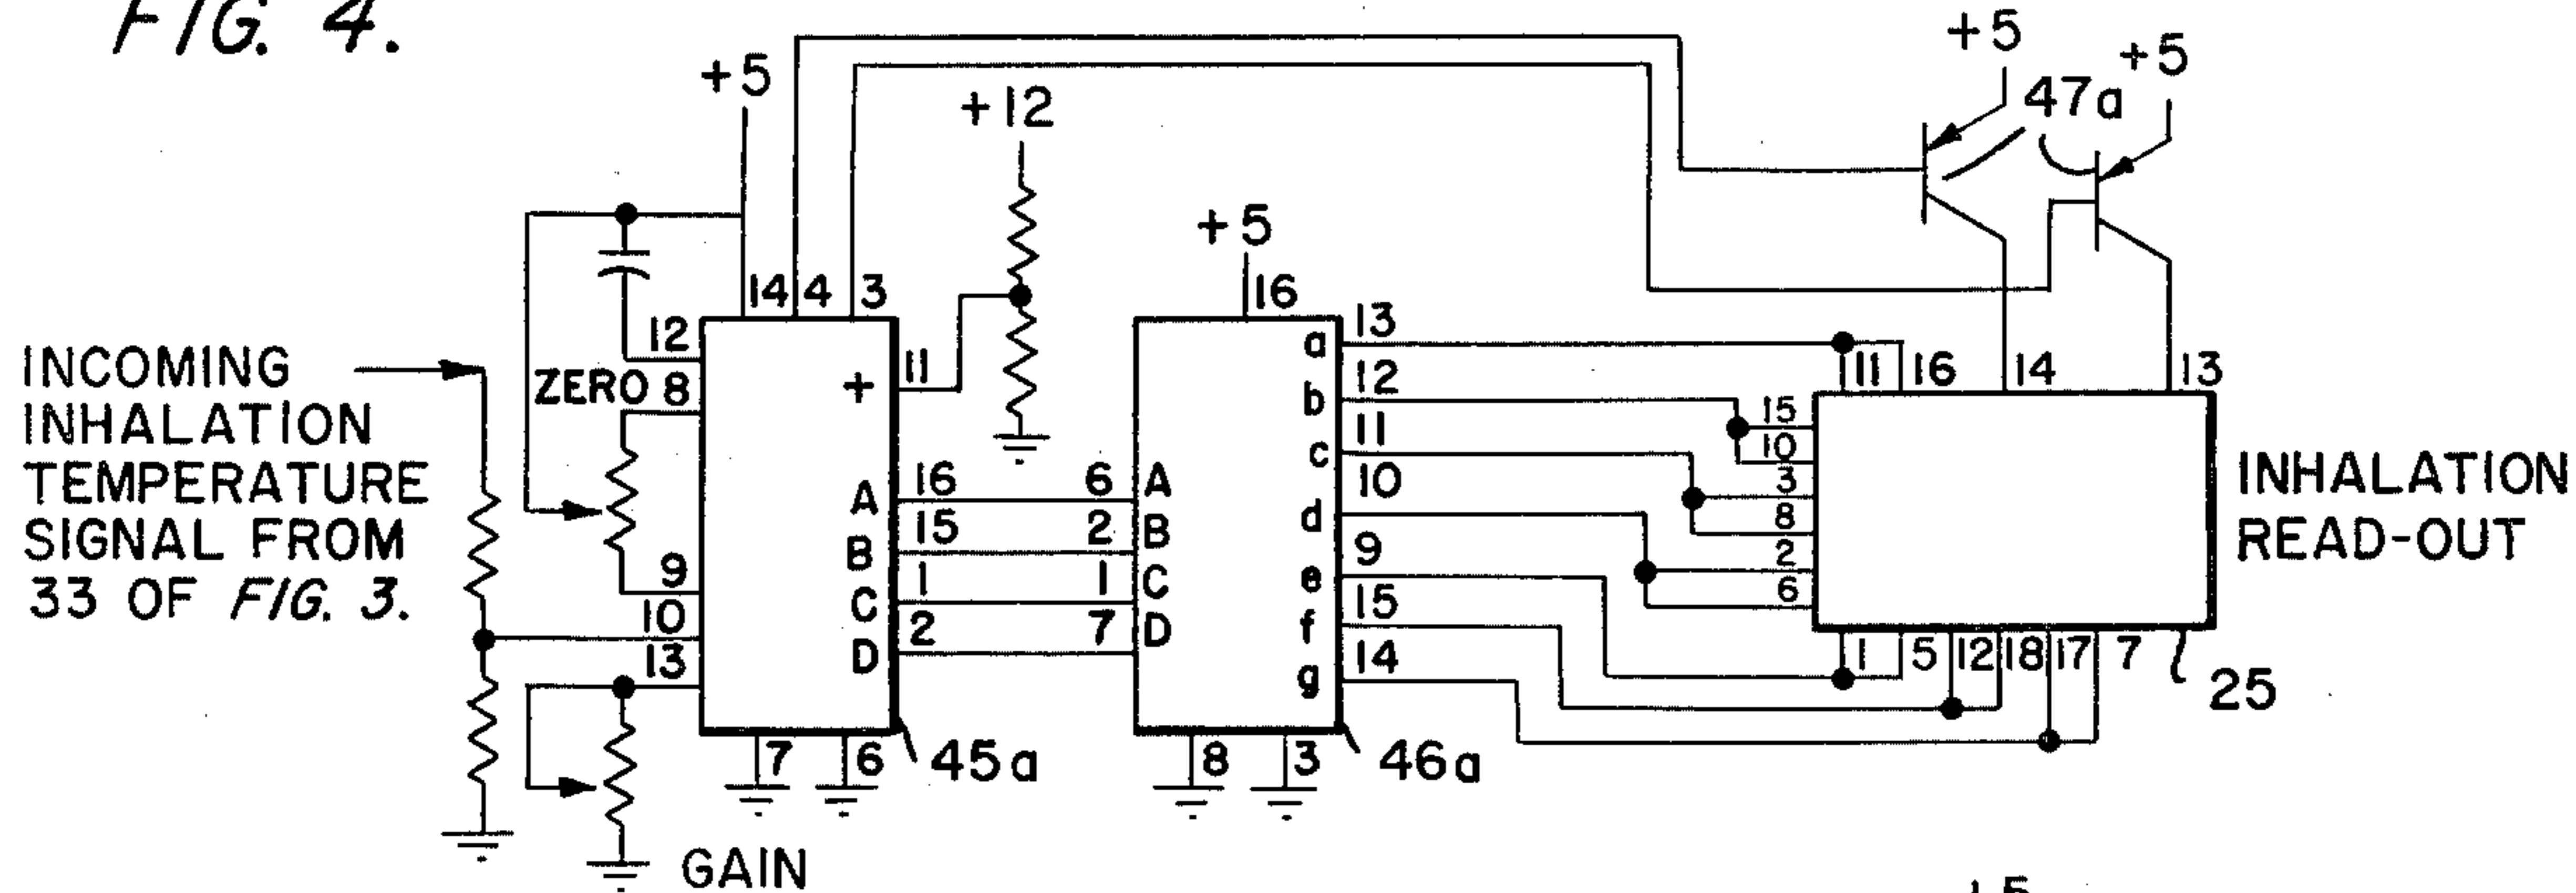 FIG. 4.
+5
+12
+5
+5
+5
47a
14 4 3
12
ZERO 8
9
10
13
+ 11
A 16
B 15
C 1
D 2
7 6
45a
INCOMING
INHALATION
TEMPERATURE
SIGNAL FROM
33 OF FIG. 3.
GAIN
16
6 A
2 B
1 C
7 D
a 13
b 12
c 11
d 10
e 9
f 15
g 14
8 3
46a
11 16 14 13
15
10
3
8
2
6
1 5 12 18 17 7
25
INHALATION
READ-OUT
+5